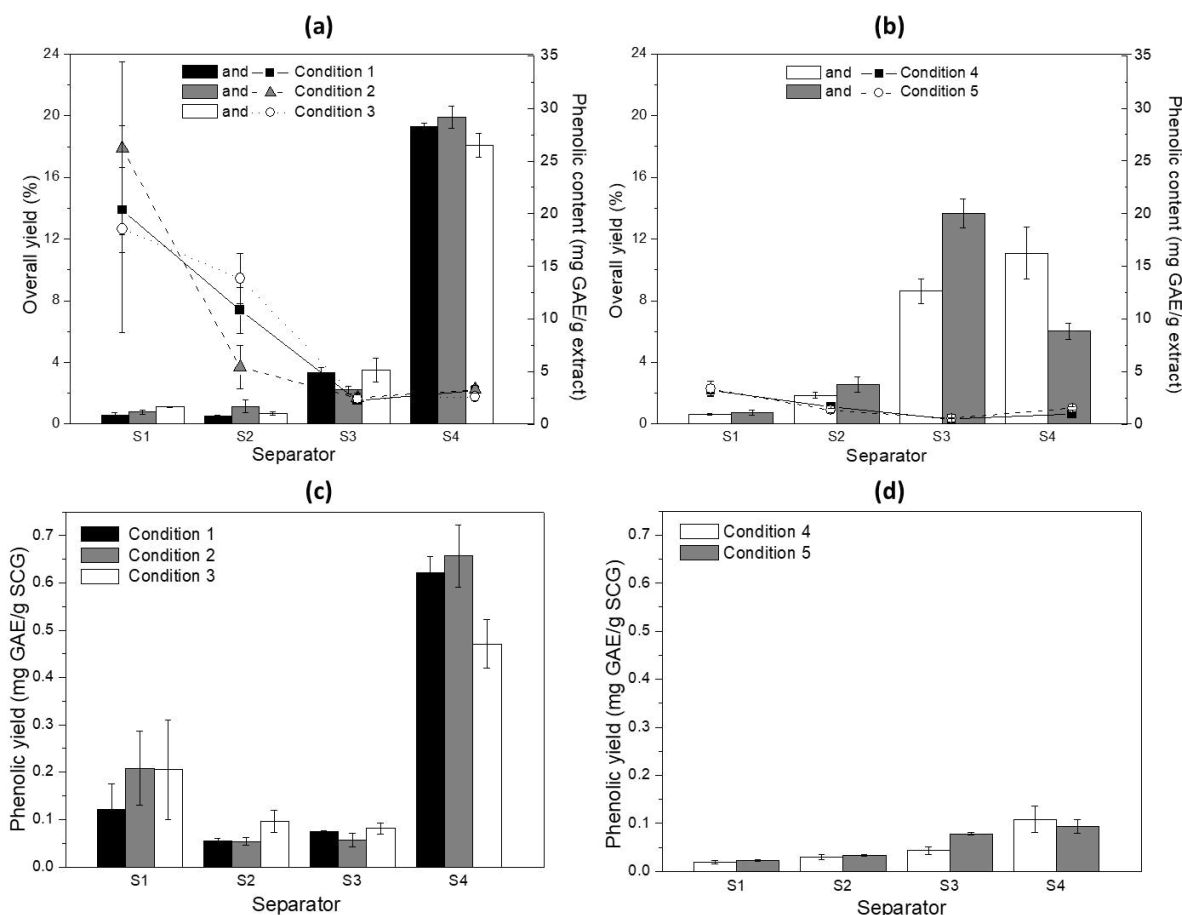 (a)
24
20
16
12
8
4
0
Overall yield (%)
and Condition 1
and Condition 2
and Condition 3
35
30
25
20
15
10
5
0
Phenolic content (mg GAE/g extract)
S1 S2 S3 S4
Separator
(b)
24
20
16
12
8
4
0
Overall yield (%)
and Condition 4
and Condition 5
35
30
25
20
15
10
5
0
Phenolic content (mg GAE/g extract)
S1 S2 S3 S4
Separator
(c)
0.7
0.6
0.5
0.4
0.3
0.2
0.1
0.0
Phenolic yield (mg GAE/g SCG)
Condition 1
Condition 2
Condition 3
S1 S2 S3 S4
Separator
(d)
0.7
0.6
0.5
0.4
0.3
0.2
0.1
0.0
Phenolic yield (mg GAE/g SCG)
Condition 4
Condition 5
S1 S2 S3 S4
Separator